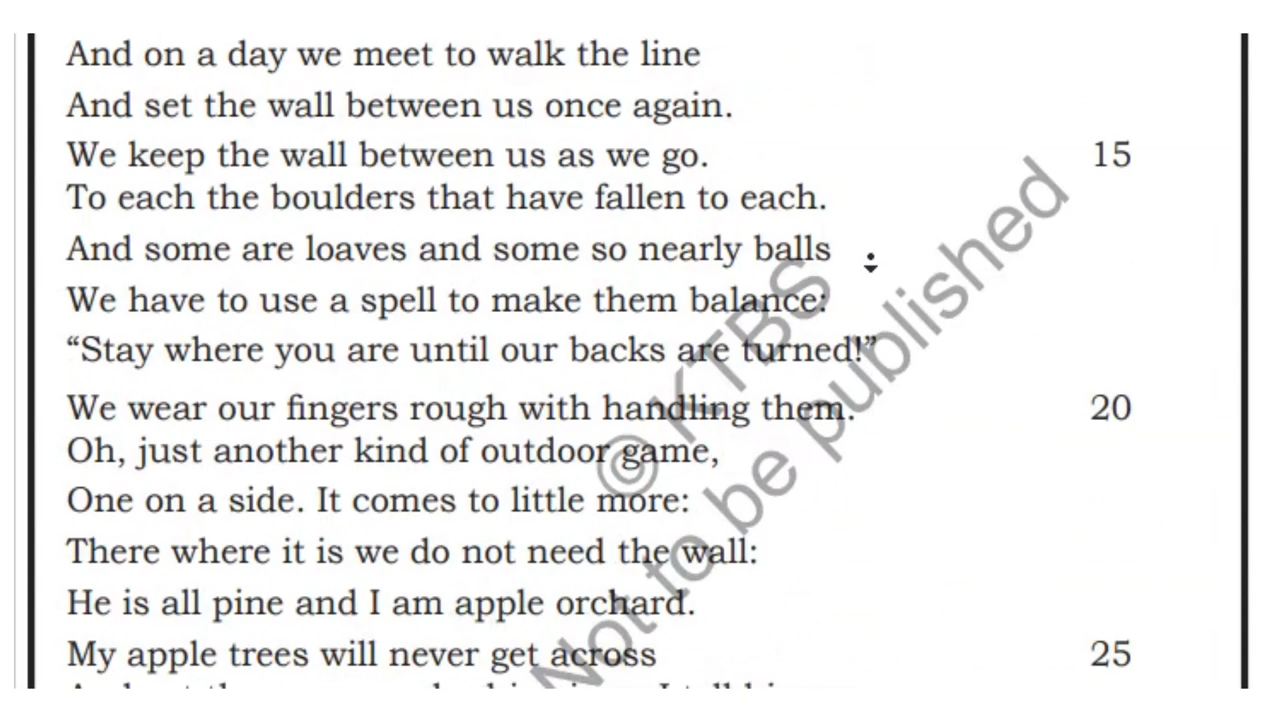 And on a day we meet to walk the line
And set the wall between us once again.
We keep the wall between us as we go. 15
To each the boulders that have fallen to each.
And some are loaves and some so nearly balls
We have to use a spell to make them balance:
“Stay where you are until our backs are turned!”
We wear our fingers rough with handling them. 20
Oh, just another kind of outdoor game,
One on a side. It comes to little more:
There where it is we do not need the wall:
He is all pine and I am apple orchard.
My apple trees will never get across 25
© KTBS
Not to be published